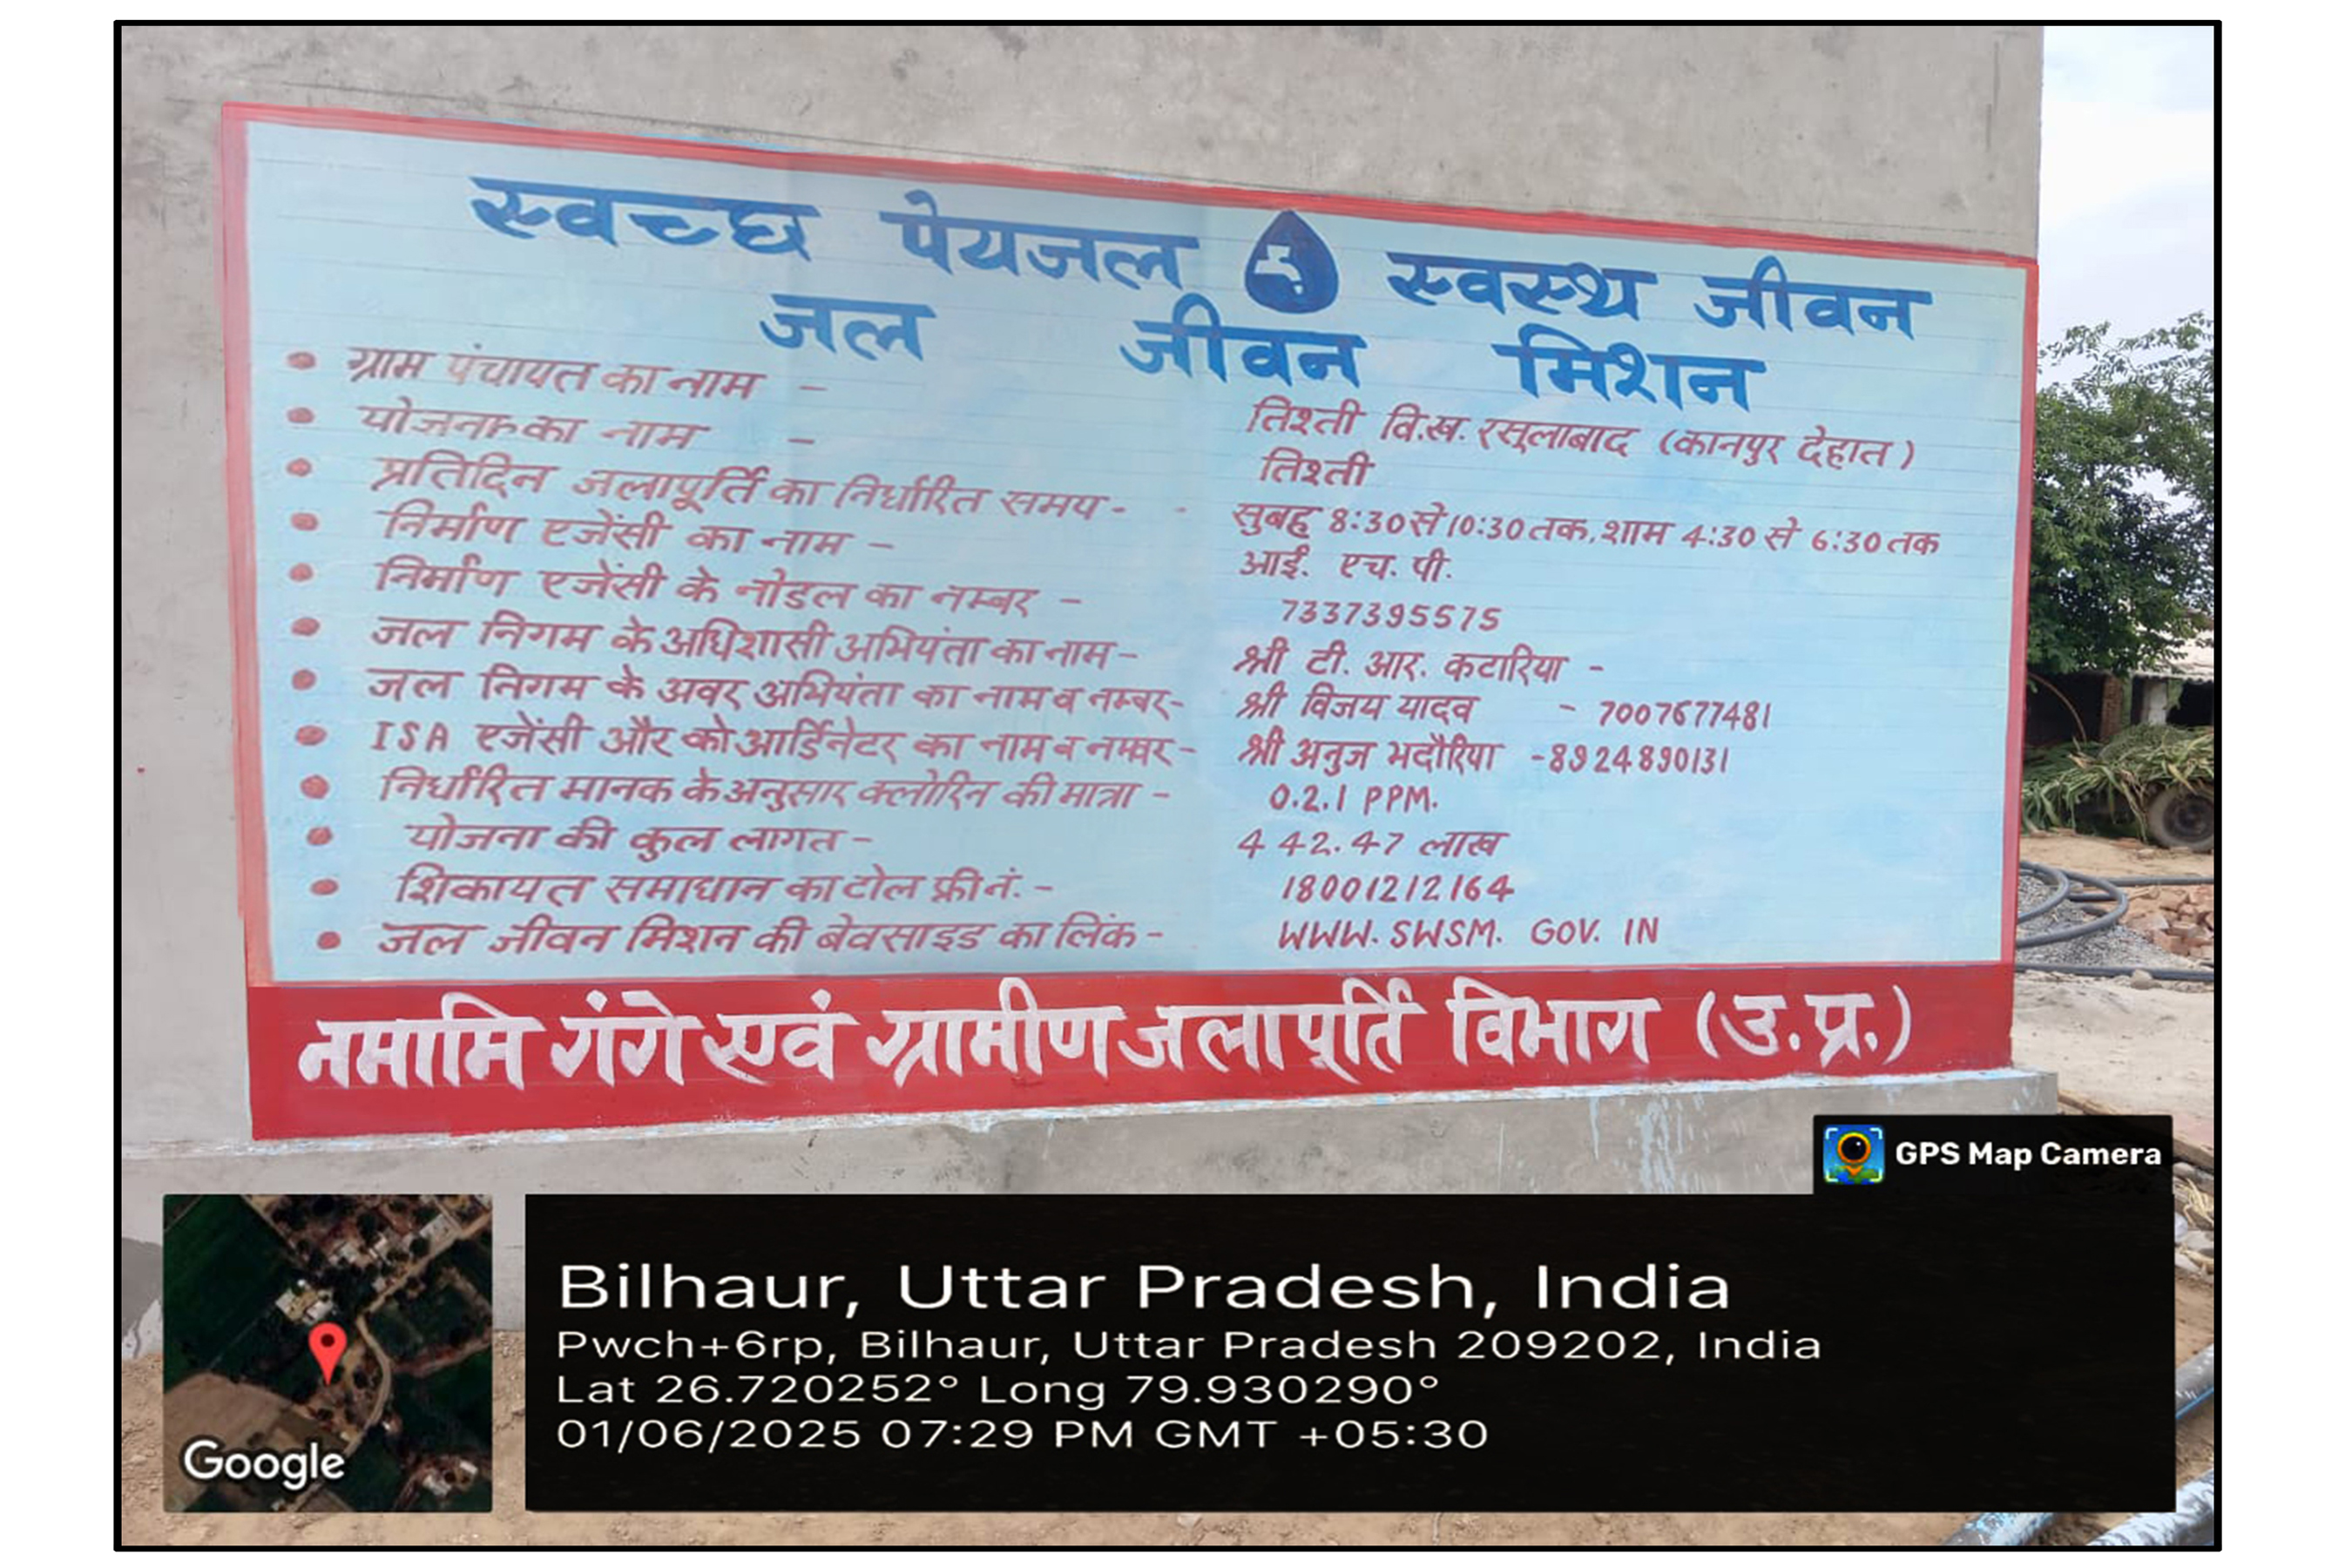 स्वच्छ पेयजल स्वस्थ जीवन
जल जीवन मिशन
• ग्राम पंचायत का नाम - तिश्ती वि.ख. रसूलाबाद (कानपुर देहात)
• योजना का नाम - तिश्ती
• प्रतिदिन जलापूर्ति का निर्धारित समय - - सुबह 8:30 से 10:30 तक, शाम 4:30 से 6:30 तक
• निर्माण एजेंसी का नाम - आई. एच. पी.
• निर्माण एजेंसी के नोडल का नम्बर - 7337395575
• जल निगम के अधिशासी अभियंता का नाम - श्री टी. आर. कटारिया -
• जल निगम के अवर अभियंता का नाम व नम्बर - श्री विजय यादव - 7007677481
• ISA एजेंसी और को आर्डिनेटर का नाम व नम्बर - श्री अनुज भदौरिया - 8924890131
• निर्धारित मानक के अनुसार क्लोरिन की मात्रा - 0.2.1 PPM.
• योजना की कुल लागत - 442.47 लाख
• शिकायत समाधान का टोल फ्री नं. - 18001212164
• जल जीवन मिशन की बेवसाइड का लिंक - WWW. SWSM. GOV. IN
नमामि गंगे एवं ग्रामीण जलापूर्ति विभाग (उ.प्र.)
GPS Map Camera
Bilhaur, Uttar Pradesh, India
Pwch+6rp, Bilhaur, Uttar Pradesh 209202, India
Lat 26.720252° Long 79.930290°
01/06/2025 07:29 PM GMT +05:30
Google